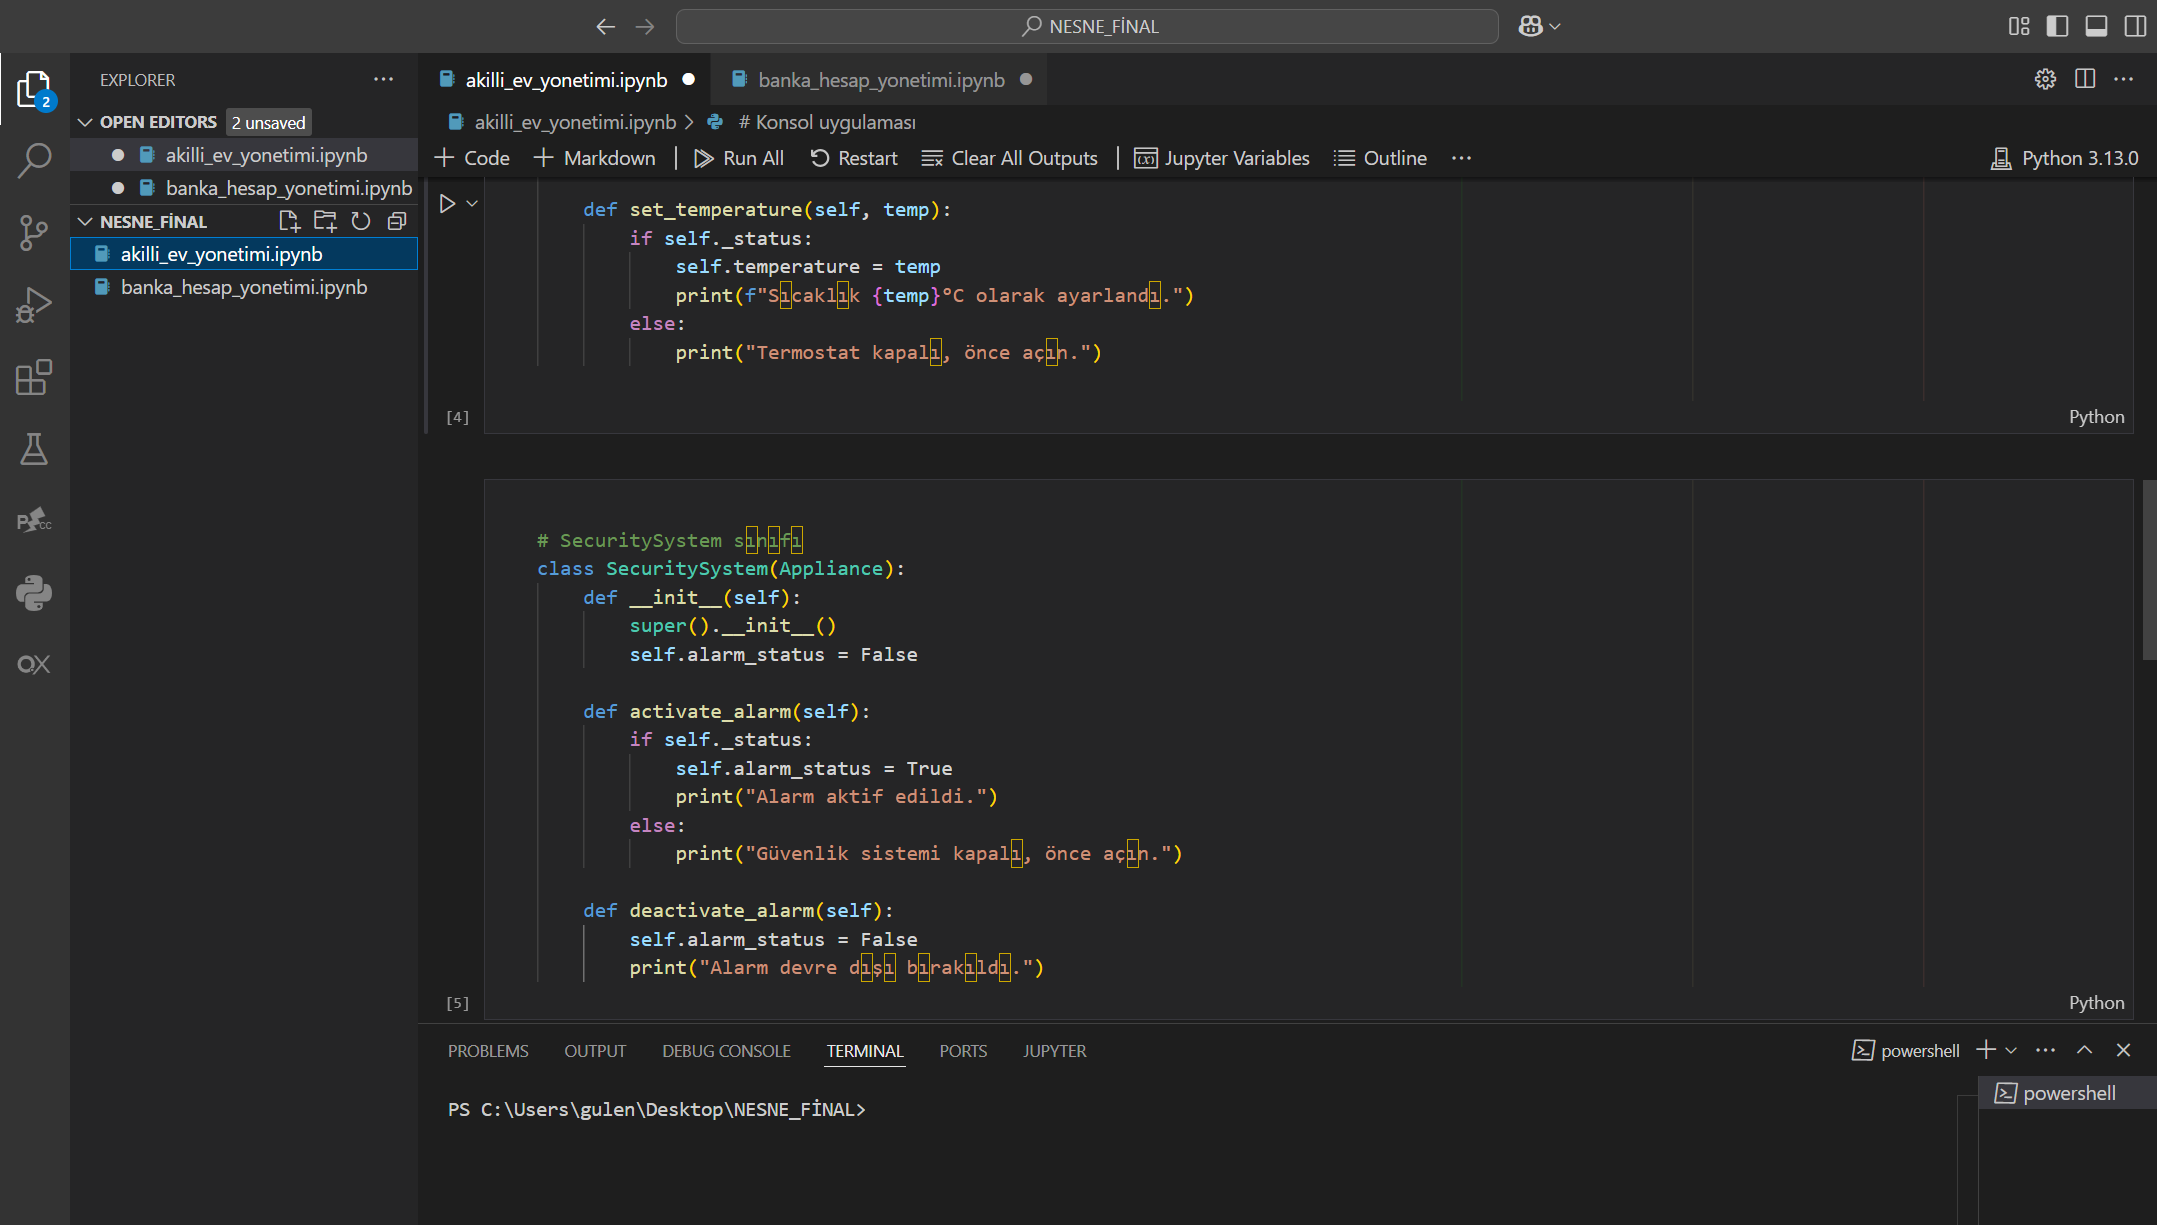 NESNE_FİNAL
EXPLORER
2
OPEN EDITORS 2 unsaved
akilli_ev_yonetimi.ipynb
banka_hesap_yonetimi.ipynb
NESNE_FİNAL
akilli_ev_yonetimi.ipynb
banka_hesap_yonetimi.ipynb
akilli_ev_yonetimi.ipynb banka_hesap_yonetimi.ipynb
akilli_ev_yonetimi.ipynb > # Konsol uygulaması
+ Code + Markdown | Run All Restart Clear All Outputs | Jupyter Variables Outline ... Python 3.13.0
def set_temperature(self, temp):
if self._status:
self.temperature = temp
print(f"Sıcaklık {temp}°C olarak ayarlandı.")
else:
print("Termostat kapalı, önce açın.")
[4] Python
# SecuritySystem sınıfı
class SecuritySystem(Appliance):
def __init__(self):
super().__init__()
self.alarm_status = False
def activate_alarm(self):
if self._status:
self.alarm_status = True
print("Alarm aktif edildi.")
else:
print("Güvenlik sistemi kapalı, önce açın.")
def deactivate_alarm(self):
self.alarm_status = False
print("Alarm devre dışı bırakıldı.")
[5] Python
PROBLEMS OUTPUT DEBUG CONSOLE TERMINAL PORTS JUPYTER powershell
PS C:\Users\gulen\Desktop\NESNE_FİNAL>
powershell